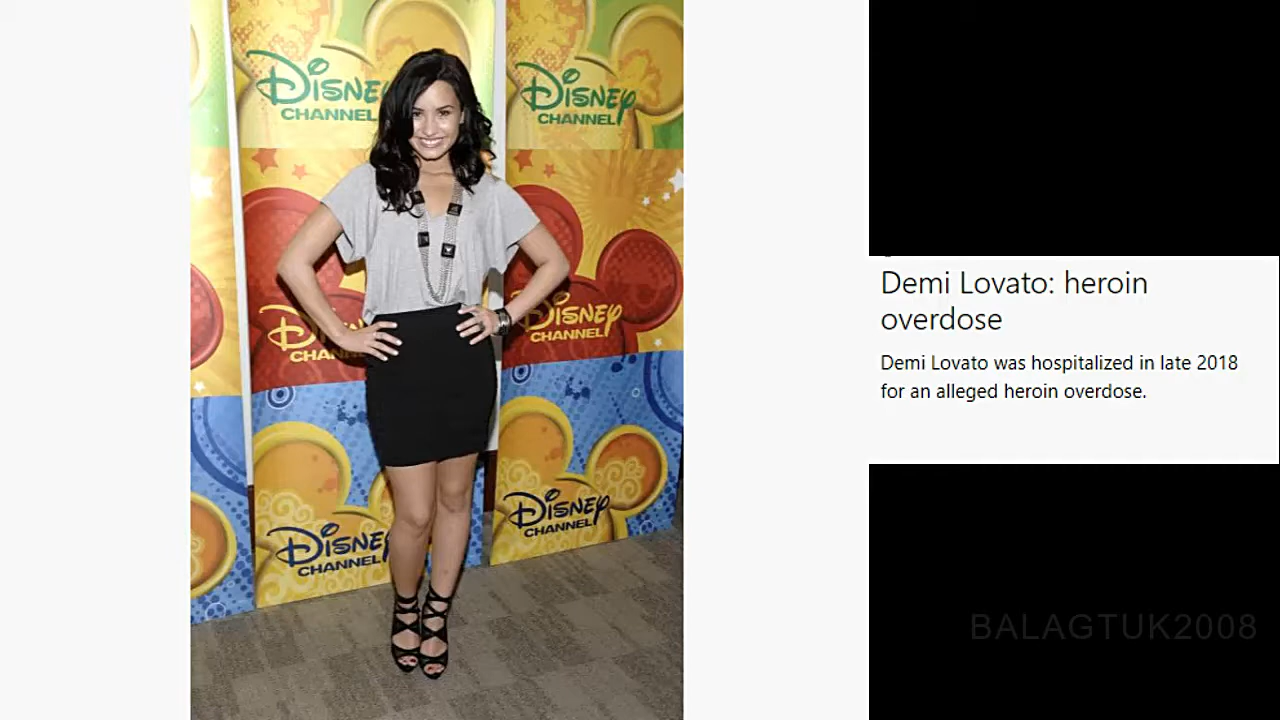 DISNEY
CHANNEL
DISNEY
CHANNEL
DISNEY
CHANNEL
DISNEY
CHANNEL
DISNEY
CHANNEL
DISNEY
CHANNEL
Demi Lovato: heroin
overdose
Demi Lovato was hospitalized in late 2018
for an alleged heroin overdose.
BALAGTUK2008